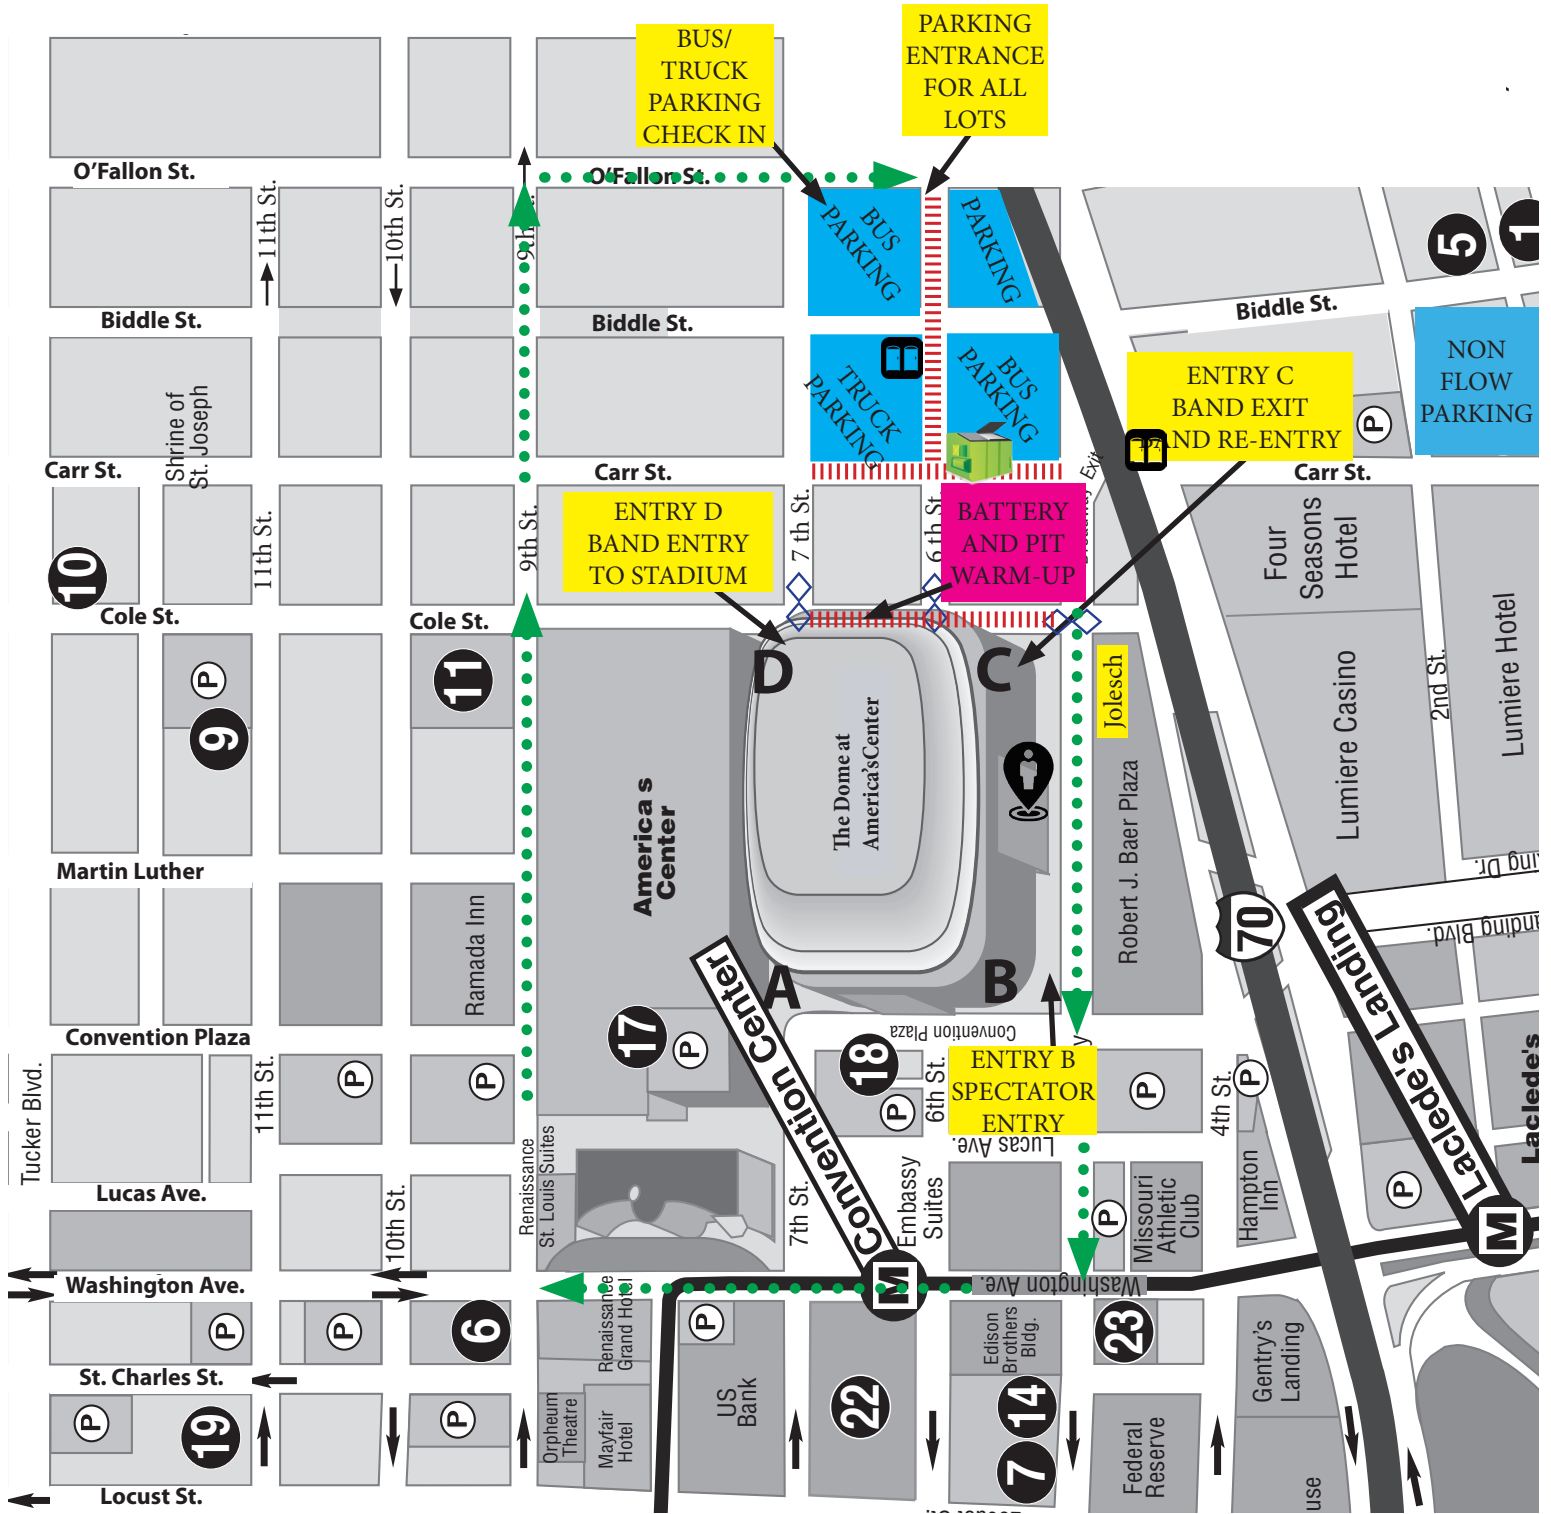 BUS/
TRUCK
PARKING
CHECK IN
PARKING
ENTRANCE
FOR ALL
LOTS
O'Fallon St.
O'Fallon St.
11th St.
10th St.
BUS
PARKING
PARKING
5
1
Biddle St.
Biddle St.
Biddle St.
TRUCK
PARKING
BUS
PARKING
ENTRY C
BAND EXIT
BAND RE-ENTRY
NON
FLOW
PARKING
P
Shrine of
St. Joseph
Carr St.
Carr St.
Exit
Carr St.
10
11th St.
9th St.
ENTRY D
BAND ENTRY
TO STADIUM
7 th St.
6 th St.
BATTERY
AND PIT
WARM-UP
Four
Seasons
Hotel
Cole St.
Cole St.
P
9
11
D
C
Jolesch
Lumiere Casino
2nd St.
Lumiere Hotel
America s
Center
The Dome at
America'sCenter
Robert J. Baer Plaza
Martin Luther
ing Dr.
anding Blvd.
Ramada Inn
70
Laclede's Landing
A
B
Convention Center
Convention Plaza
17
P
18
P
Convention Plaza
6th St.
ENTRY B
SPECTATOR
ENTRY
P
P
4th St.
Tucker Blvd.
11th St.
P
P
Laclede's
Lucas Ave.
Lucas Ave.
10th St.
Renaissance
St. Louis Suites
7th St.
Embassy
Suites
P
Missouri
Athletic
Club
Hampton
Inn
P
M
Washington Ave.
M
Washington Ave.
P
P
6
Renaissance
Grand Hotel
P
Edison
Brothers
Bldg.
23
Gentry's
Landing
St. Charles St.
P
19
P
Orpheum
Theatre
Mayfair
Hotel
US
Bank
22
14
7
Federal
Reserve
use
Locust St.